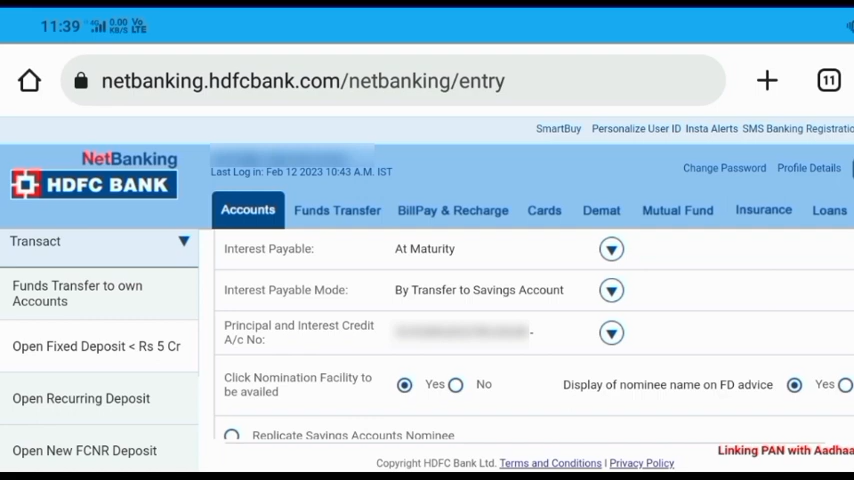 11:39 4G 0.00 KB/S Vo LTE
netbanking.hdfcbank.com/netbanking/entry
11
SmartBuy Personalize User ID Insta Alerts SMS Banking Registratio
NetBanking
HDFC BANK
Last Log in: Feb 12 2023 10:43 A.M. IST
Change Password Profile Details
Accounts Funds Transfer BillPay & Recharge Cards Demat Mutual Fund Insurance Loans
Transact
Funds Transfer to own
Accounts
Open Fixed Deposit < Rs 5 Cr
Open Recurring Deposit
Open New FCNR Deposit
Interest Payable: At Maturity
Interest Payable Mode: By Transfer to Savings Account
Principal and Interest Credit
A/c No: -
Click Nomination Facility to
be availed Yes No Display of nominee name on FD advice Yes
Replicate Savings Accounts Nominee
Linking PAN with Aadhaa
Copyright HDFC Bank Ltd. Terms and Conditions | Privacy Policy